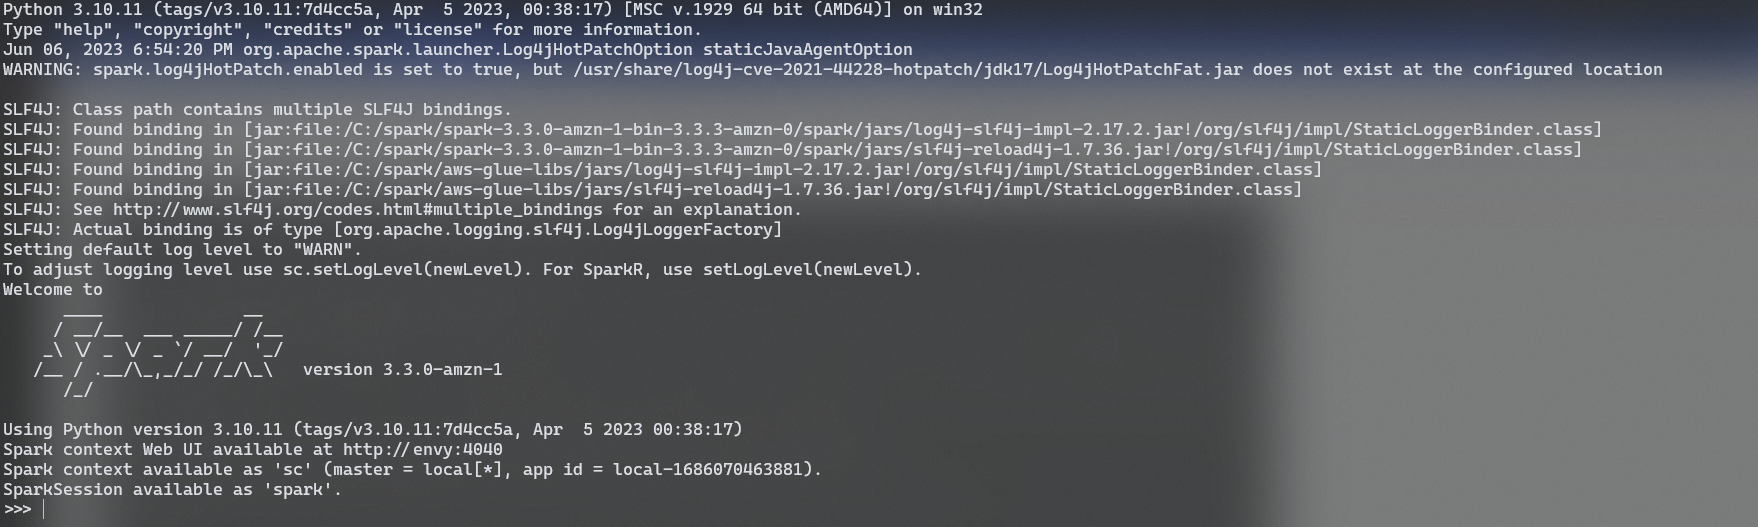 Python 3.10.11 (tags/v3.10.11:7d4cc5a, Apr  5 2023, 00:38:17) [MSC v.1929 64 bit (AMD64)] on win32
Type "help", "copyright", "credits" or "license" for more information.
Jun 06, 2023 6:54:20 PM org.apache.spark.launcher.Log4jHotPatchOption staticJavaAgentOption
WARNING: spark.log4jHotPatch.enabled is set to true, but /usr/share/log4j-cve-2021-44228-hotpatch/jdk17/Log4jHotPatchFat.jar does not exist at the configured location

SLF4J: Class path contains multiple SLF4J bindings.
SLF4J: Found binding in [jar:file:/C:/spark/spark-3.3.0-amzn-1-bin-3.3.3-amzn-0/spark/jars/log4j-slf4j-impl-2.17.2.jar!/org/slf4j/impl/StaticLoggerBinder.class]
SLF4J: Found binding in [jar:file:/C:/spark/spark-3.3.0-amzn-1-bin-3.3.3-amzn-0/spark/jars/slf4j-reload4j-1.7.36.jar!/org/slf4j/impl/StaticLoggerBinder.class]
SLF4J: Found binding in [jar:file:/C:/spark/aws-glue-libs/jars/log4j-slf4j-impl-2.17.2.jar!/org/slf4j/impl/StaticLoggerBinder.class]
SLF4J: Found binding in [jar:file:/C:/spark/aws-glue-libs/jars/slf4j-reload4j-1.7.36.jar!/org/slf4j/impl/StaticLoggerBinder.class]
SLF4J: See http://www.slf4j.org/codes.html#multiple_bindings for an explanation.
SLF4J: Actual binding is of type [org.apache.logging.slf4j.Log4jLoggerFactory]
Setting default log level to "WARN".
To adjust logging level use sc.setLogLevel(newLevel). For SparkR, use setLogLevel(newLevel).
Welcome to
      ____              __
     / __/__  ___ _____/ /__
    _\ \/ _ \/ _ `/ __/  '_/
   /__ / .__/\_,_/_/ /_/\_\   version 3.3.0-amzn-1
      /_/

Using Python version 3.10.11 (tags/v3.10.11:7d4cc5a, Apr  5 2023 00:38:17)
Spark context Web UI available at http://envy:4040
Spark context available as 'sc' (master = local[*], app id = local-1686070463881).
SparkSession available as 'spark'.
>>>